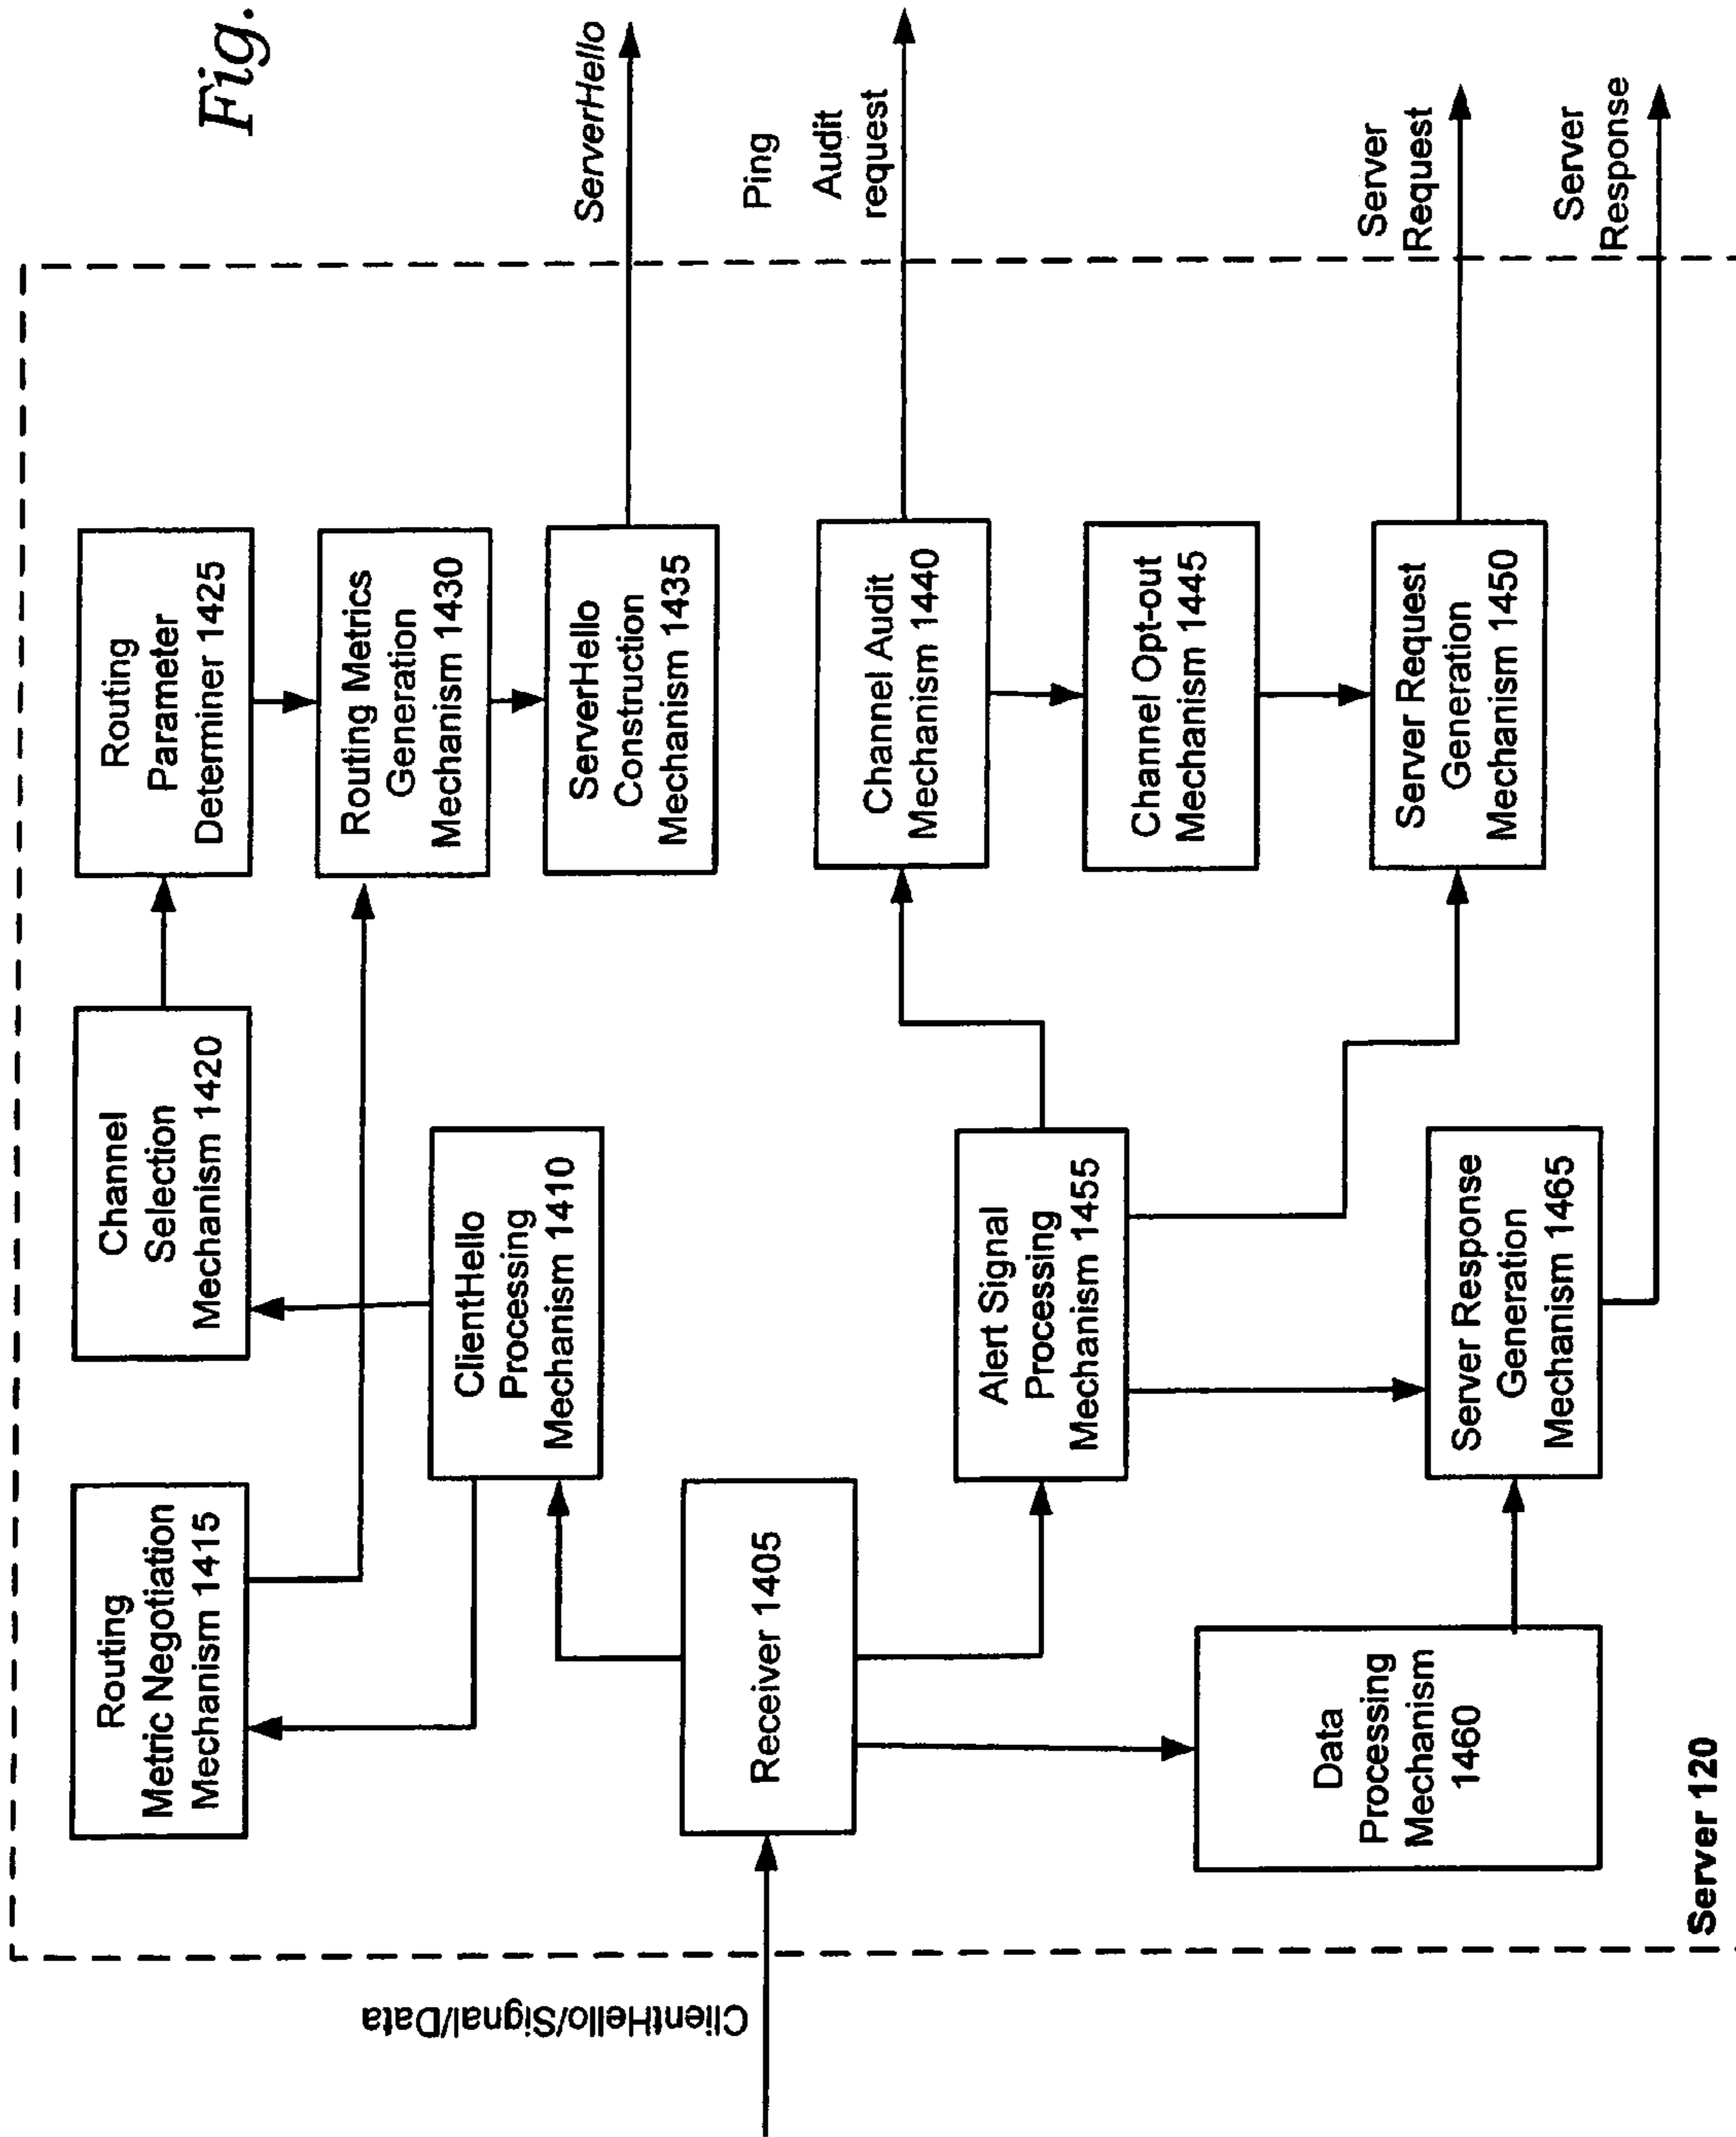 Fig.
Routing
Metric Negotiation
Mechanism 1415
Channel
Selection
Mechanism 1420
Routing
Parameter
Determiner 1425
Routing Metrics
Generation
Mechanism 1430
ServerHello
ClientHello
Processing
Mechanism 1410
ServerHello
Construction
Mechanism 1435
Ping
Audit
request
ClientHello/Signal/Data
Receiver 1405
Channel Audit
Mechanism 1440
Alert Signal
Processing
Mechanism 1455
Channel Opt-out
Mechanism 1445
Data
Processing
Mechanism
1460
Server Response
Generation
Mechanism 1465
Server Request
Generation
Mechanism 1450
Server
Request
Server
Response
Server 120